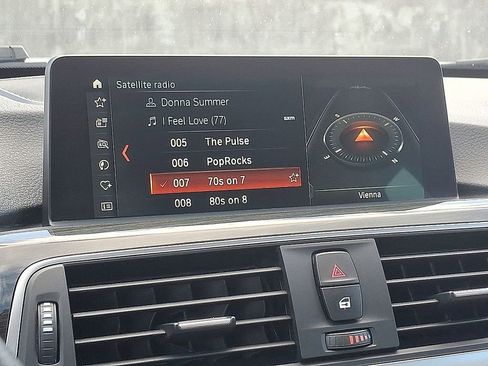 Satellite radio
Donna Summer
I Feel Love (77)
sxm
005 The Pulse
006 PopRocks
007 70s on 7
008 80s on 8
N
E
S
W
Vienna